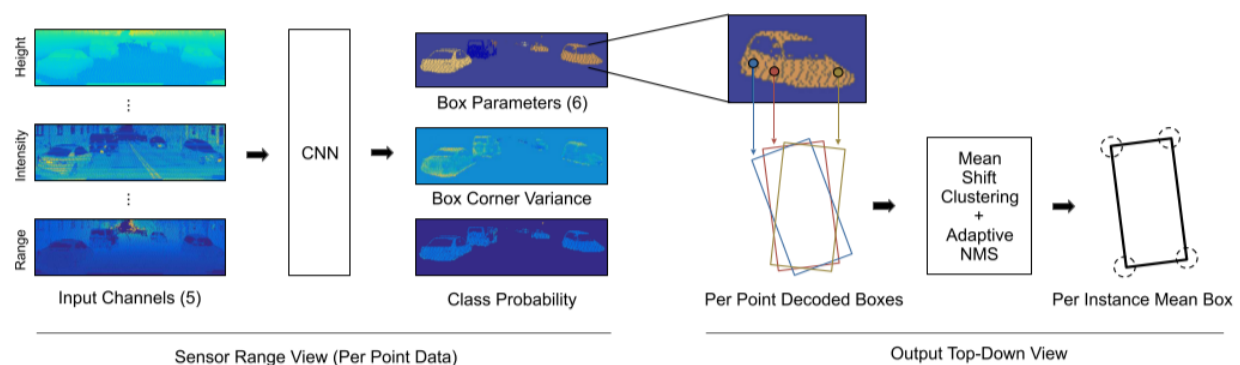 Height
Intensity
Range
Input Channels (5)
CNN
Box Parameters (6)
Box Corner Variance
Class Probability
Sensor Range View (Per Point Data)
Per Point Decoded Boxes
Mean
Shift
Clustering
+
Adaptive
NMS
Per Instance Mean Box
Output Top-Down View